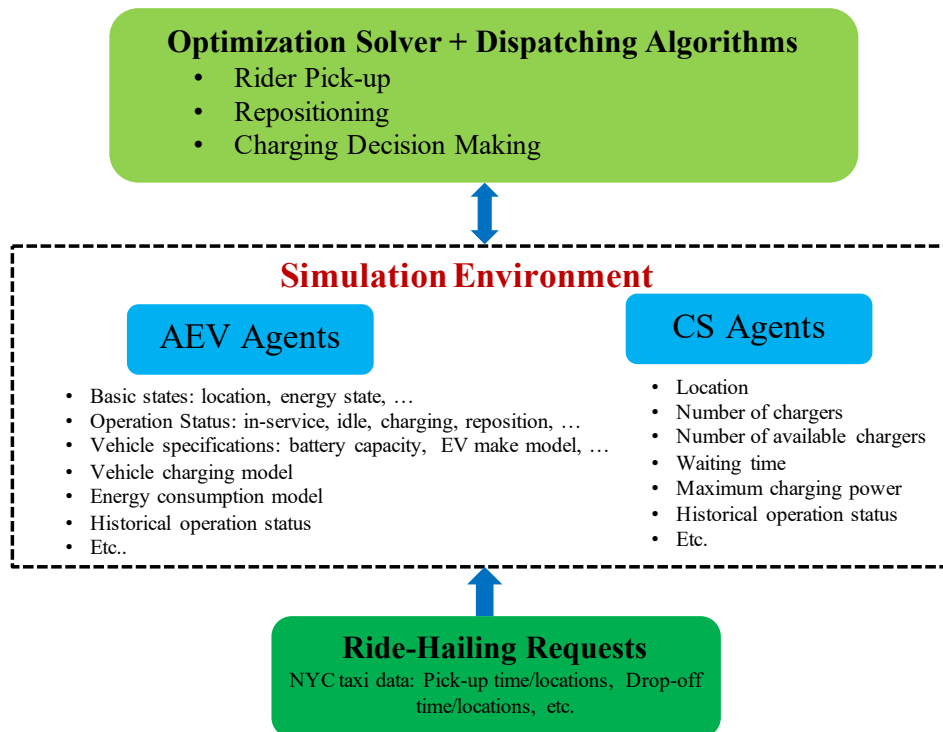 Optimization Solver + Dispatching Algorithms
• Rider Pick-up
• Repositioning
• Charging Decision Making
Simulation Environment
AEV Agents
• Basic states: location, energy state, …
• Operation Status: in-service, idle, charging, reposition, …
• Vehicle specifications: battery capacity, EV make model, …
• Vehicle charging model
• Energy consumption model
• Historical operation status
• Etc..
CS Agents
• Location
• Number of chargers
• Number of available chargers
• Waiting time
• Maximum charging power
• Historical operation status
• Etc.
Ride-Hailing Requests
NYC taxi data: Pick-up time/locations, Drop-off
time/locations, etc.